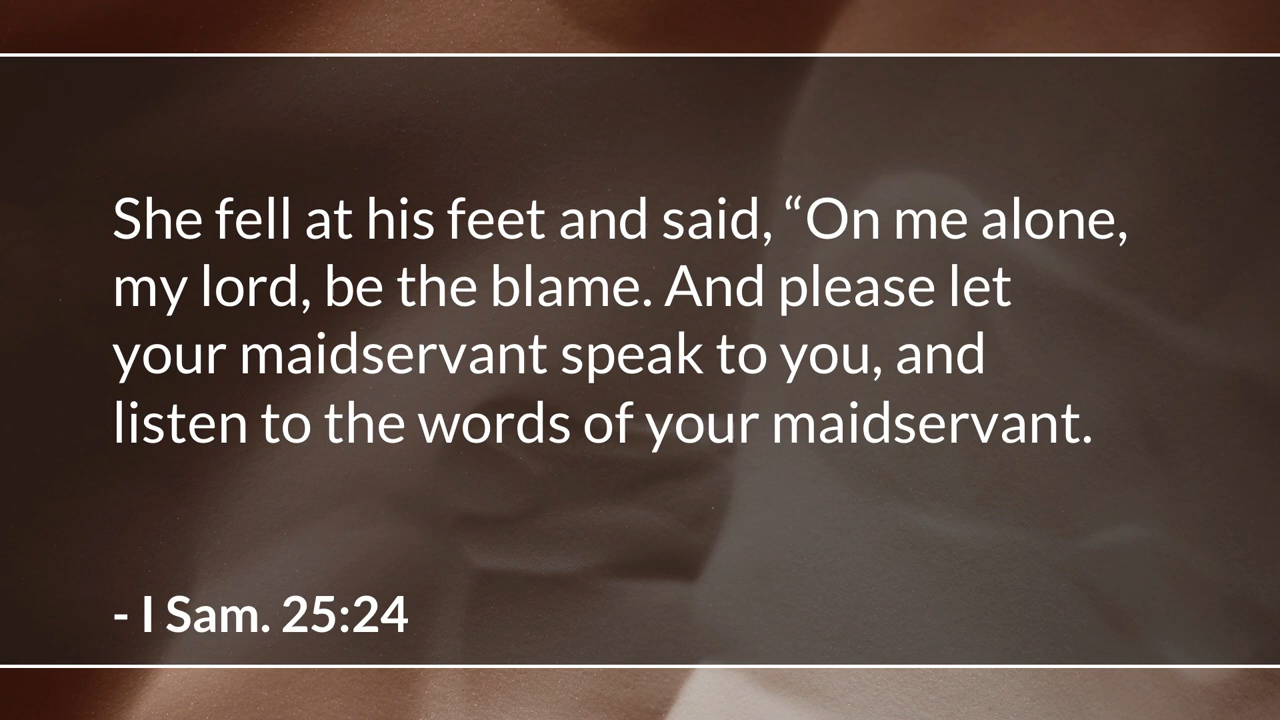 She fell at his feet and said, “On me alone,
my lord, be the blame. And please let
your maidservant speak to you, and
listen to the words of your maidservant.
- I Sam. 25:24